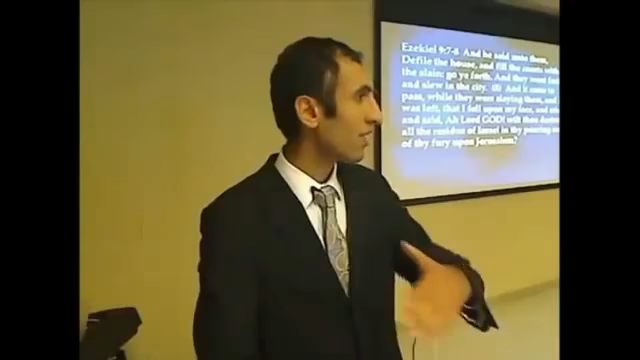 Ezekiel 9:7-8 And he said unto them,
Defile the house, and fill the courts with
the slain: go ye forth. And they went fort
and slew in the city. (8) And it came to
pass, while they were slaying them, and
was left, that I fell upon my face, and
and said, Ah Lord GOD! wilt thou destroy
all the residue of Israel in thy pouring
of thy fury upon Jerusalem?